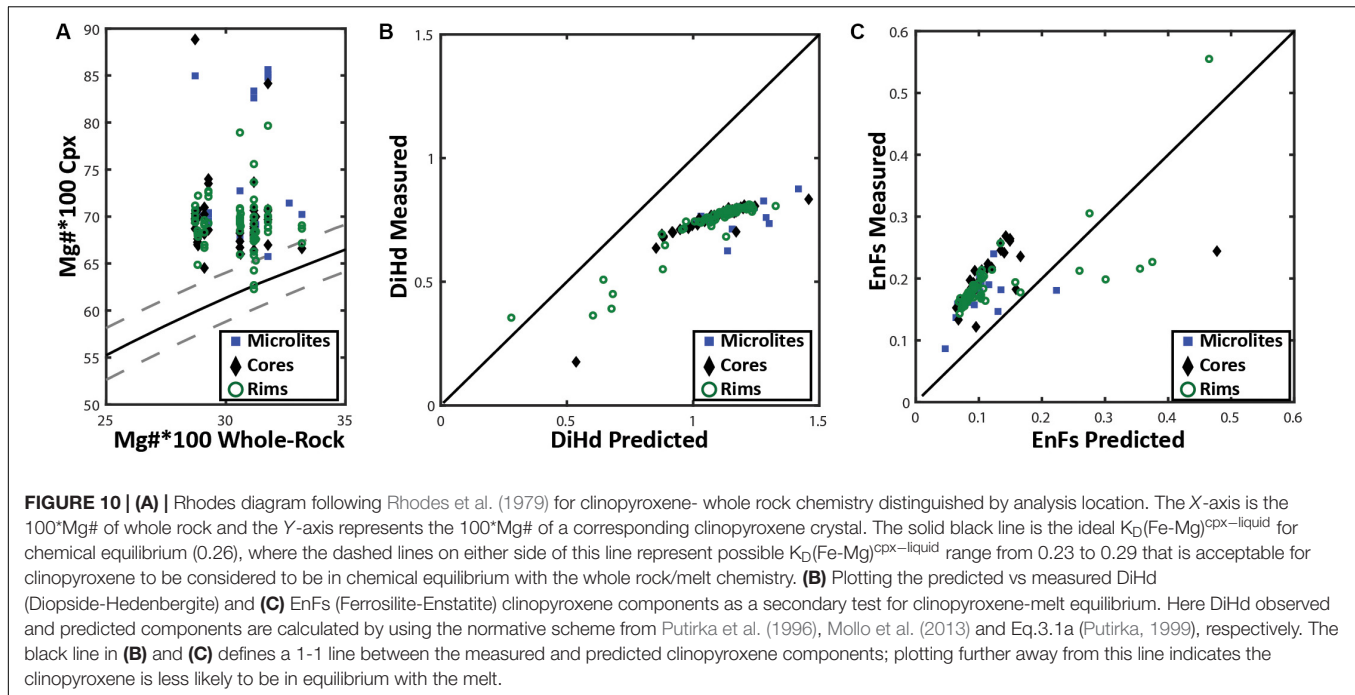 A
90
85
80
75
70
65
60
55
50
Mg#*100 Cpx
25 30 35
Mg#*100 Whole-Rock
Microlites
Cores
Rims
B
1.5
1
0.5
0
DiHd Measured
0 0.5 1 1.5
DiHd Predicted
Microlites
Cores
Rims
C
0.6
0.5
0.4
0.3
0.2
0.1
0
EnFs Measured
0 0.1 0.2 0.3 0.4 0.5 0.6
EnFs Predicted
Microlites
Cores
Rims
FIGURE 10 | (A) | Rhodes diagram following Rhodes et al. (1979) for clinopyroxene- whole rock chemistry distinguished by analysis location. The X-axis is the
100*Mg# of whole rock and the Y-axis represents the 100*Mg# of a corresponding clinopyroxene crystal. The solid black line is the ideal K_D(Fe-Mg)^cpx−liquid for
chemical equilibrium (0.26), where the dashed lines on either side of this line represent possible K_D(Fe-Mg)^cpx−liquid range from 0.23 to 0.29 that is acceptable for
clinopyroxene to be considered to be in chemical equilibrium with the whole rock/melt chemistry. (B) Plotting the predicted vs measured DiHd
(Diopside-Hedenbergite) and (C) EnFs (Ferrosilite-Enstatite) clinopyroxene components as a secondary test for clinopyroxene-melt equilibrium. Here DiHd observed
and predicted components are calculated by using the normative scheme from Putirka et al. (1996), Mollo et al. (2013) and Eq.3.1a (Putirka, 1999), respectively. The
black line in (B) and (C) defines a 1-1 line between the measured and predicted clinopyroxene components; plotting further away from this line indicates the
clinopyroxene is less likely to be in equilibrium with the melt.